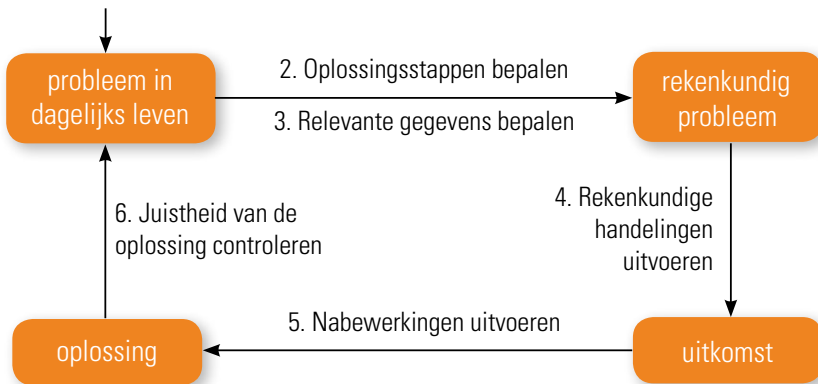 probleem in
dagelijks leven
2. Oplossingsstappen bepalen
3. Relevante gegevens bepalen
rekenkundig
probleem
4. Rekenkundige
handelingen
uitvoeren
6. Juistheid van de
oplossing controleren
5. Nabewerkingen uitvoeren
oplossing
uitkomst